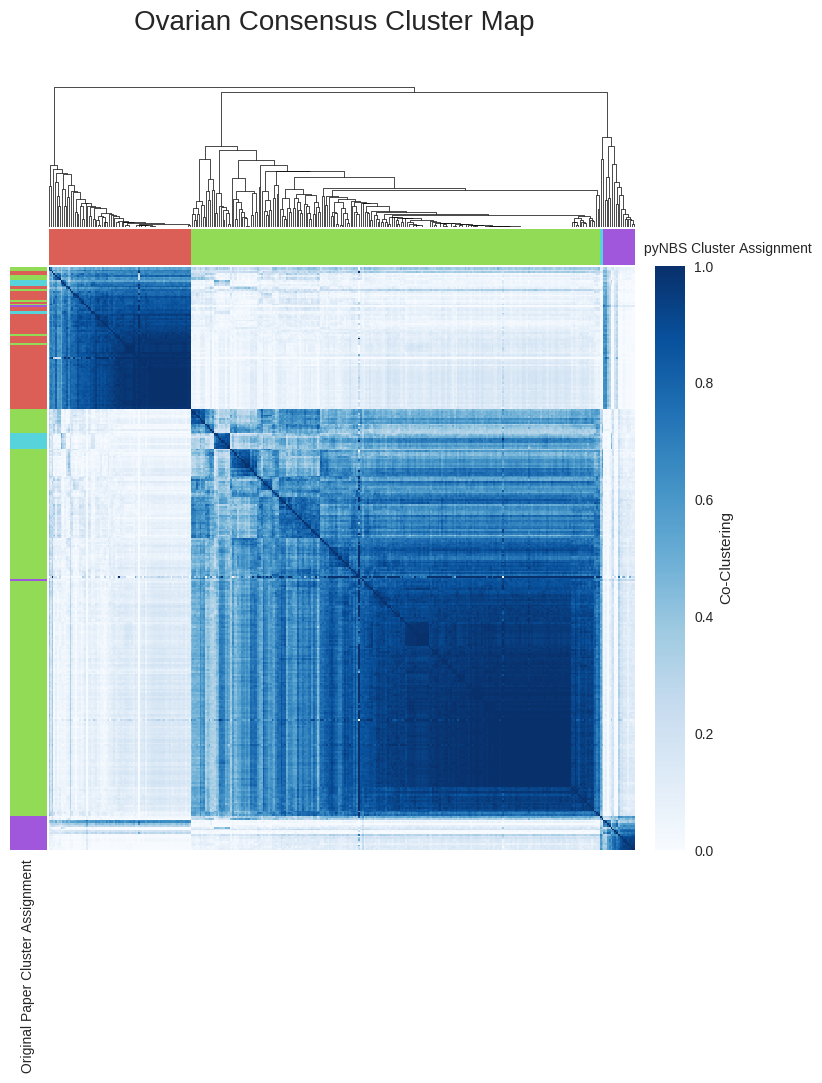 Ovarian Consensus Cluster Map
pyNBS Cluster Assignment
1.0
0.8
0.6
0.4
0.2
0.0
Co-Clustering
Original Paper Cluster Assignment